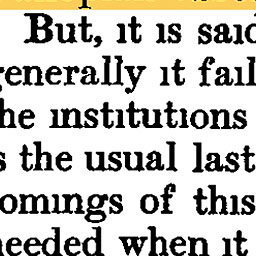 But, it is said
generally it fail
he institutions
s the usual last
omings of this
needed when it